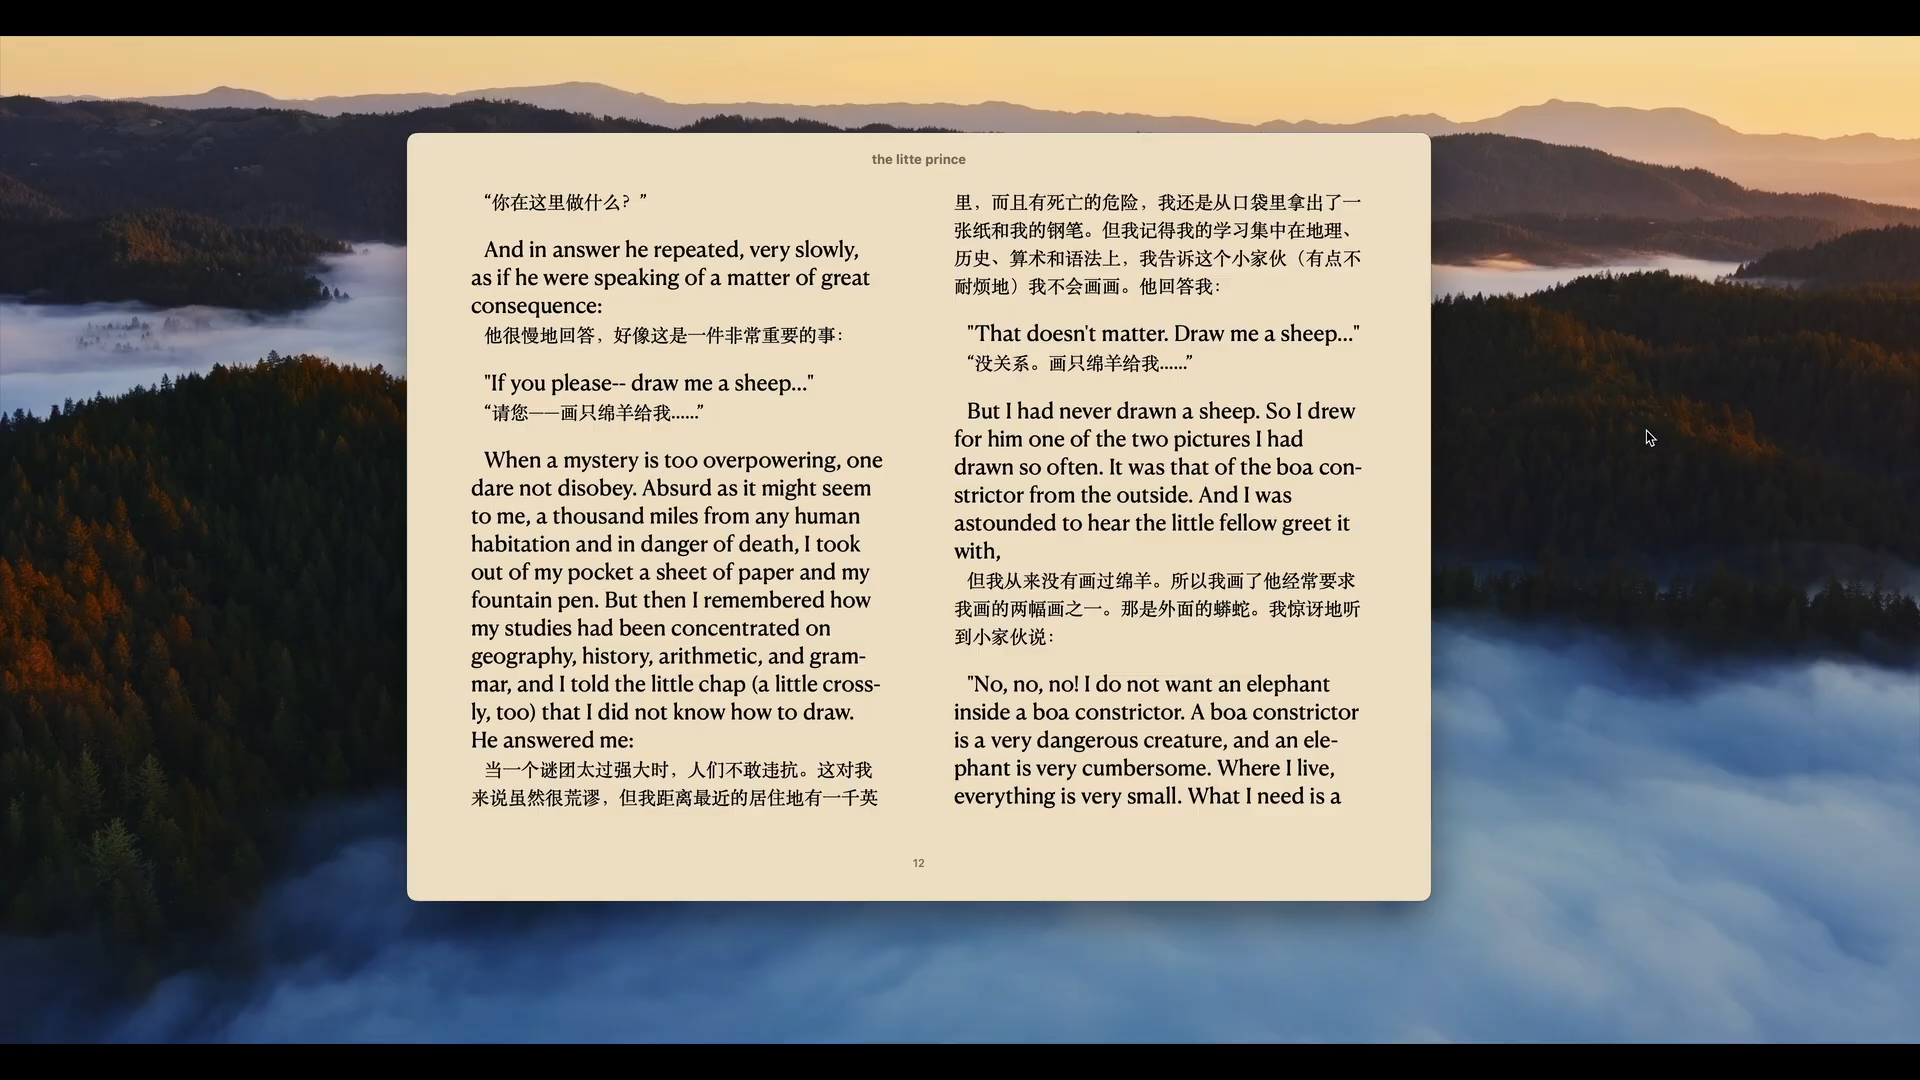 the litte prince
“你在这里做什么？”
And in answer he repeated, very slowly,
as if he were speaking of a matter of great
consequence:
他很慢地回答，好像这是一件非常重要的事：
"If you please-- draw me a sheep..."
“请您——画只绵羊给我......”
When a mystery is too overpowering, one
dare not disobey. Absurd as it might seem
to me, a thousand miles from any human
habitation and in danger of death, I took
out of my pocket a sheet of paper and my
fountain pen. But then I remembered how
my studies had been concentrated on
geography, history, arithmetic, and gram-
mar, and I told the little chap (a little cross-
ly, too) that I did not know how to draw.
He answered me:
当一个谜团太过强大时，人们不敢违抗。这对我
来说虽然很荒谬，但我距离最近的居住地有一千英
里，而且有死亡的危险，我还是从口袋里拿出了一
张纸和我的钢笔。但我记得我的学习集中在地理、
历史、算术和语法上，我告诉这个小家伙（有点不
耐烦地）我不会画画。他回答我：
"That doesn't matter. Draw me a sheep..."
“没关系。画只绵羊给我......”
But I had never drawn a sheep. So I drew
for him one of the two pictures I had
drawn so often. It was that of the boa con-
strictor from the outside. And I was
astounded to hear the little fellow greet it
with,
但我从来没有画过绵羊。所以我画了他经常要求
我画的两幅画之一。那是外面的蟒蛇。我惊讶地听
到小家伙说：
"No, no, no! I do not want an elephant
inside a boa constrictor. A boa constrictor
is a very dangerous creature, and an ele-
phant is very cumbersome. Where I live,
everything is very small. What I need is a
12